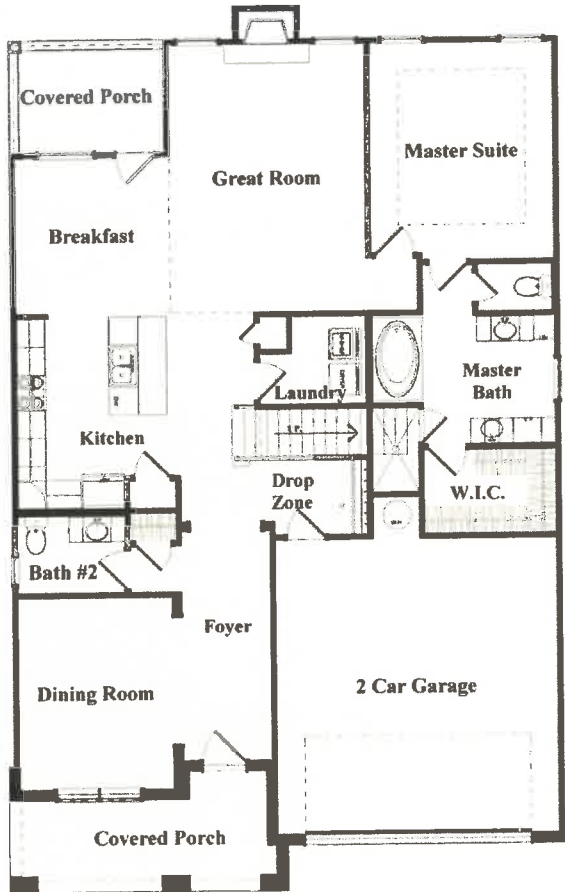 Covered Porch
Great Room
Master Suite
Breakfast
Master
Bath
Laundry
Kitchen
UP
Drop
Zone
W.I.C.
Bath #2
Foyer
Dining Room
2 Car Garage
Covered Porch